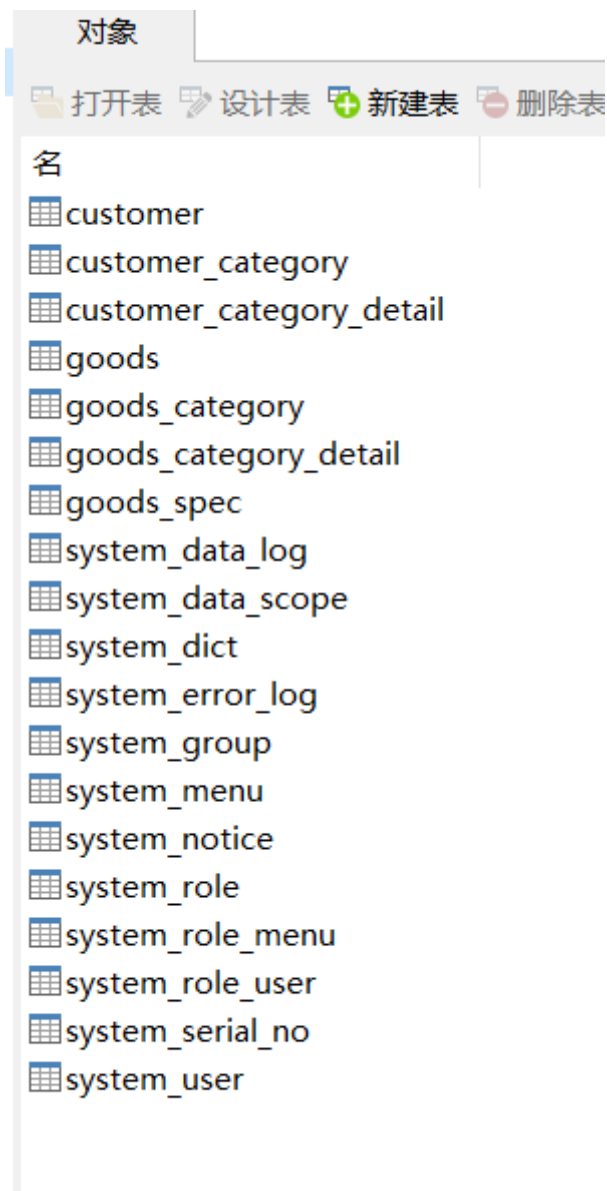 对象
打开表 设计表 新建表 删除表
名
customer
customer_category
customer_category_detail
goods
goods_category
goods_category_detail
goods_spec
system_data_log
system_data_scope
system_dict
system_error_log
system_group
system_menu
system_notice
system_role
system_role_menu
system_role_user
system_serial_no
system_user